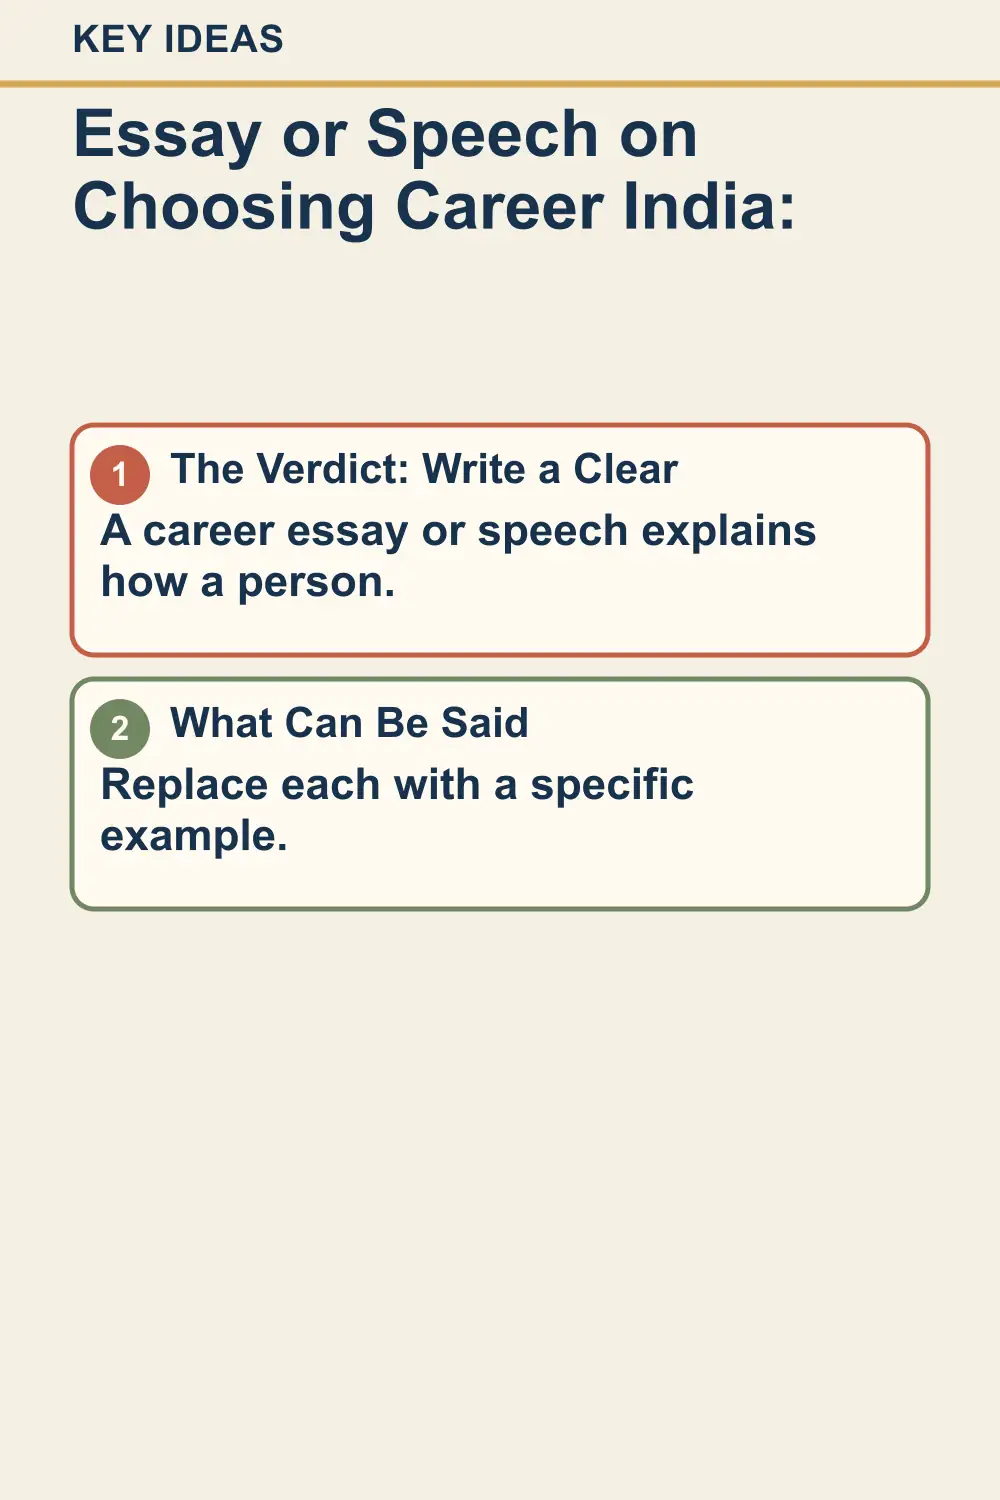 KEY IDEAS
Essay or Speech on
Choosing Career India:
1 The Verdict: Write a Clear
A career essay or speech explains
how a person.
2 What Can Be Said
Replace each with a specific
example.